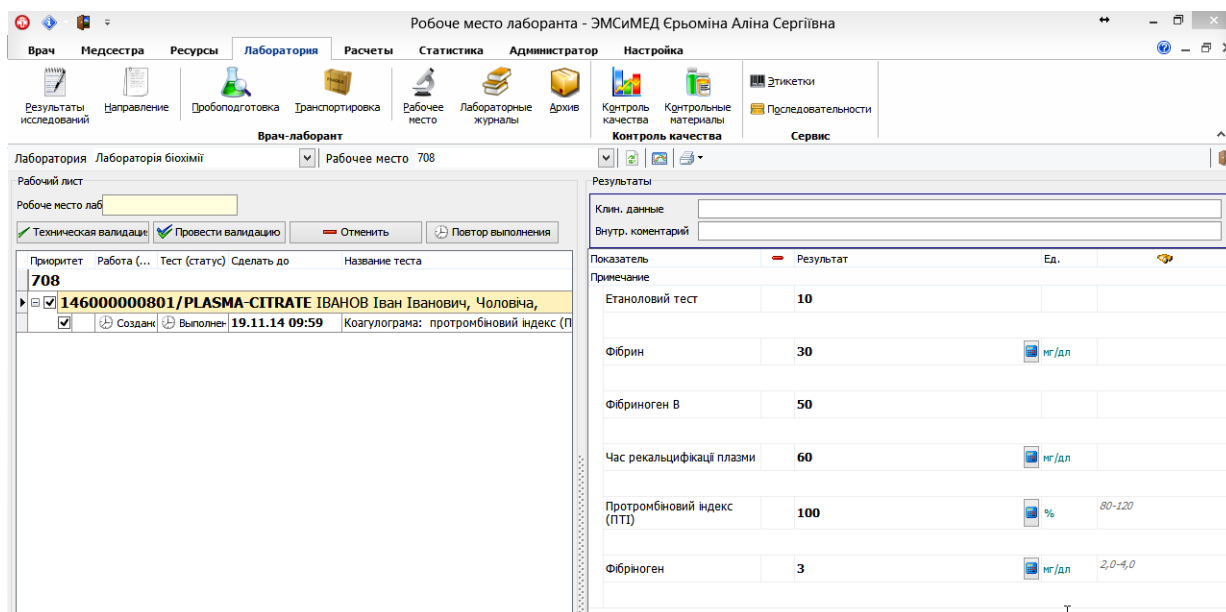 Робоче место лаборанта - ЭМСиМЕД Єрьоміна Аліна Сергіївна
Врач Медсестра Ресурсы Лаборатория Расчеты Статистика Администратор Настройка
Результаты исследований Направление Пробоподготовка Транспортировка Рабочее место Лабораторные журналы Архив Контроль качества Контрольные материалы Этикетки
Последовательности
Врач-лаборант Контроль качества Сервис
Лаборатория Лабораторія біохімії Рабочее место 708
Рабочий лист
Робоче место лаб
Техническая валидаци Провести валидацию Отменить Повтор выполнения
Приоритет Работа (... Тест (статус) Сделать до Название теста
708
146000000801/PLASMA-CITRATE ІВАНОВ Іван Іванович, Чоловіча,
Создано Выполнен 19.11.14 09:59 Коагулограма: протромбіновий індекс (П
Результаты
Клин. данные
Внутр. коментарий
Показатель Результат Ед.
Примечание
Етаноловий тест 10
Фібрин 30 мг/дл
Фібриноген В 50
Час рекальцифікації плазми 60 мг/дл
Протромбіновий індекс (ПТІ) 100 % 80-120
Фібріноген 3 мг/дл 2,0-4,0